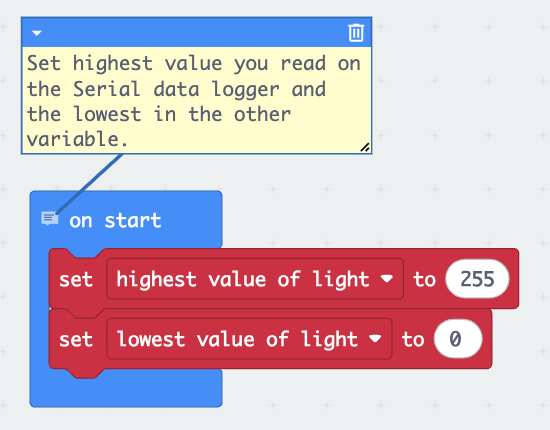 Set highest value you read on
the Serial data logger and
the lowest in the other
variable.
on start
set highest value of light to 255
set lowest value of light to 0